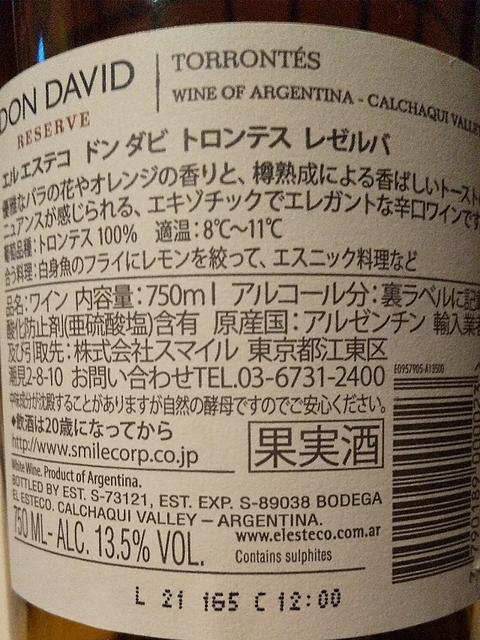 DON DAVID
RESERVE
TORRONTÉS
WINE OF ARGENTINA - CALCHAQUI VALLEY
エル エステコ ドン ダビ トロンテス レゼルバ
優雅なバラの花やオレンジの香りと、樽熟成による香ばしいトースト
ニュアンスが感じられる、エキゾチックでエレガントな辛口ワインです
葡萄品種:トロンテス 100% 適温:8℃〜11℃
合う料理:白身魚のフライにレモンを絞って、エスニック料理など
品名:ワイン 内容量:750ml アルコール分:裏ラベルに記
酸化防止剤(亜硫酸塩)含有 原産国:アルゼンチン 輸入業者
及び引取先:株式会社スマイル 東京都江東区
潮見2-8-10 お問い合わせTEL.03-6731-2400
中味成分が沈殿することがありますが自然の酵母ですのでご安心ください。
◆飲酒は20歳になってから
http://www.smilecorp.co.jp
果実酒
E0957905-A13500
White Wine. Product of Argentina.
BOTTLED BY EST. S-73121, EST. EXP. S-89038 BODEGA
EL ESTECO. CALCHAQUI VALLEY – ARGENTINA.
750 ML- ALC. 13.5% VOL.
www.elesteco.com.ar
Contains sulphites
L 21 165 C 12:00